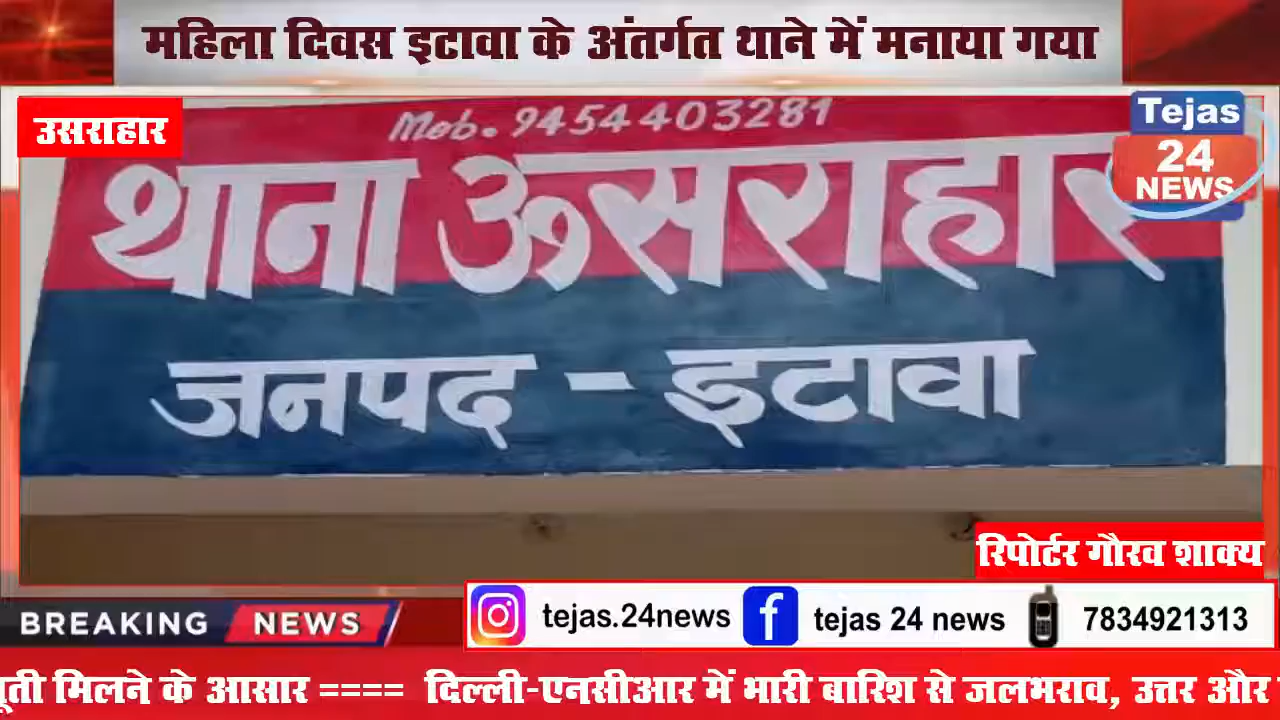 महिला दिवस इटावा के अंतर्गत थाने में मनाया गया
उसराहार
Mob. 9454403281
थाना ऊसराहार
जनपद - इटावा
Tejas
24
NEWS
रिपोर्टर गौरव शाक्य
BREAKING NEWS
tejas.24news
tejas 24 news
7834921313
मिलने के आसार ==== दिल्ली-एनसीआर में भारी बारिश से जलभराव, उत्तर और